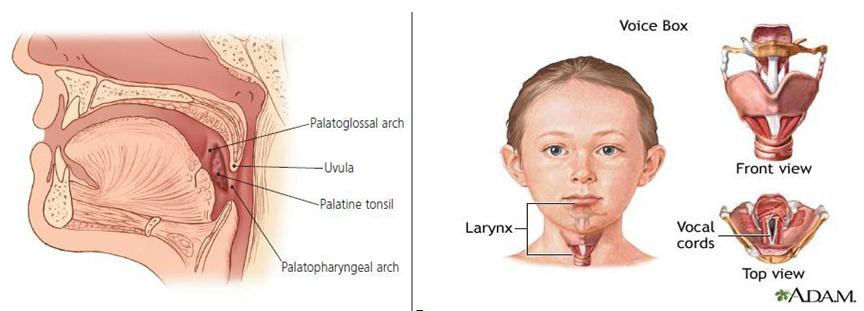 Palatoglossal arch
Uvula
Palatine tonsil
Palatopharyngeal arch
Voice Box
Front view
Larynx
Vocal
cords
Top view
A.D.A.M.